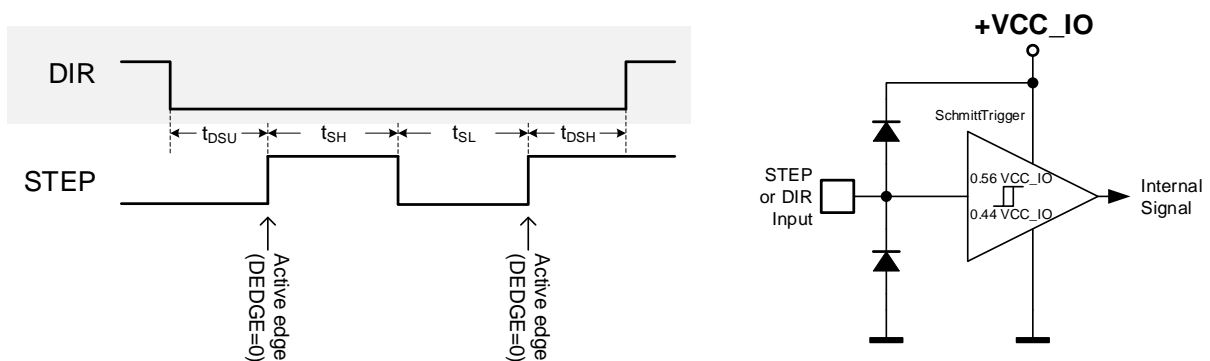 DIR
tDSU
tSH
tSL
tDSH
STEP
Active edge
(DEDGE=0)
Active edge
(DEDGE=0)
+VCC_IO
SchmittTrigger
0.56 VCC_IO
0.44 VCC_IO
STEP
or DIR
Input
Internal
Signal